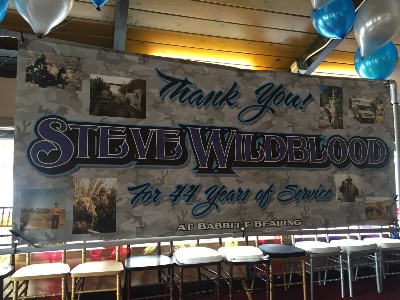 Thank You!
STEVE WILDBLOOD
For 44 Years of Service
AT BABBITT BEARING